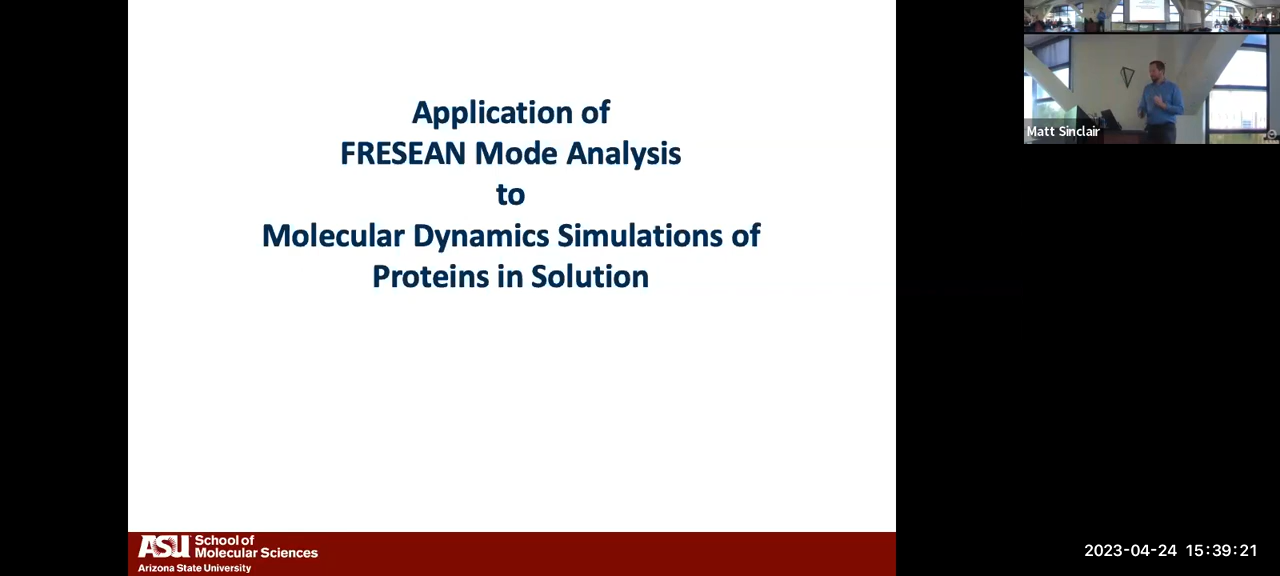 Application of
FRESEAN Mode Analysis
to
Molecular Dynamics Simulations of
Proteins in Solution
Matt Sinclair
ASU School of
Molecular Sciences
Arizona State University
2023-04-24 15:39:21